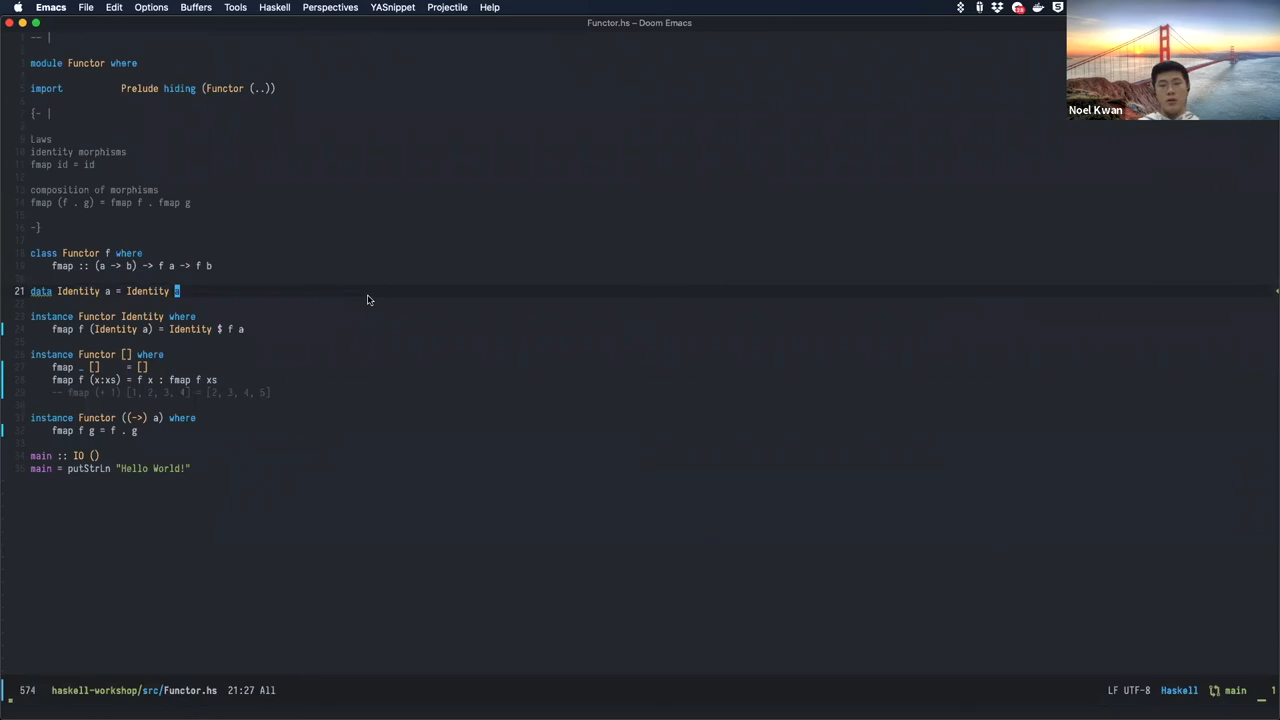 Emacs File Edit Options Buffers Tools Haskell Perspectives YASnippet Projectile Help
Functor.hs – Doom Emacs
-- |
module Functor where
import Prelude hiding (Functor (..))
{- |
Laws
identity morphisms
fmap id = id
composition of morphisms
fmap (f . g) = fmap f . fmap g
-}
class Functor f where
fmap :: (a -> b) -> f a -> f b
21 data Identity a = Identity a
instance Functor Identity where
fmap f (Identity a) = Identity $ f a
instance Functor [] where
fmap _ [] = []
fmap f (x:xs) = f x : fmap f xs
-- fmap (+ 1) [1, 2, 3, 4] = [2, 3, 4, 5]
instance Functor ((->) a) where
fmap f g = f . g
main :: IO ()
main = putStrLn "Hello World!"
Noel Kwan
574 haskell-workshop/src/Functor.hs 21:27 All LF UTF-8 Haskell main 1